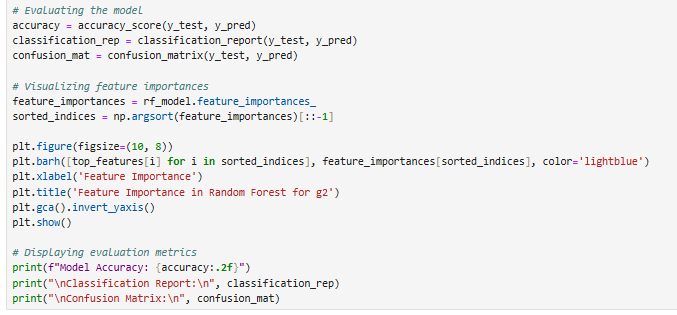 # Evaluating the model
accuracy = accuracy_score(y_test, y_pred)
classification_rep = classification_report(y_test, y_pred)
confusion_mat = confusion_matrix(y_test, y_pred)

# Visualizing feature importances
feature_importances = rf_model.feature_importances_
sorted_indices = np.argsort(feature_importances)[::-1]

plt.figure(figsize=(10, 8))
plt.barh([top_features[i] for i in sorted_indices], feature_importances[sorted_indices], color='lightblue')
plt.xlabel('Feature Importance')
plt.title('Feature Importance in Random Forest for g2')
plt.gca().invert_yaxis()
plt.show()

# Displaying evaluation metrics
print(f"Model Accuracy: {accuracy:.2f}")
print("\nClassification Report:\n", classification_rep)
print("\nConfusion Matrix:\n", confusion_mat)